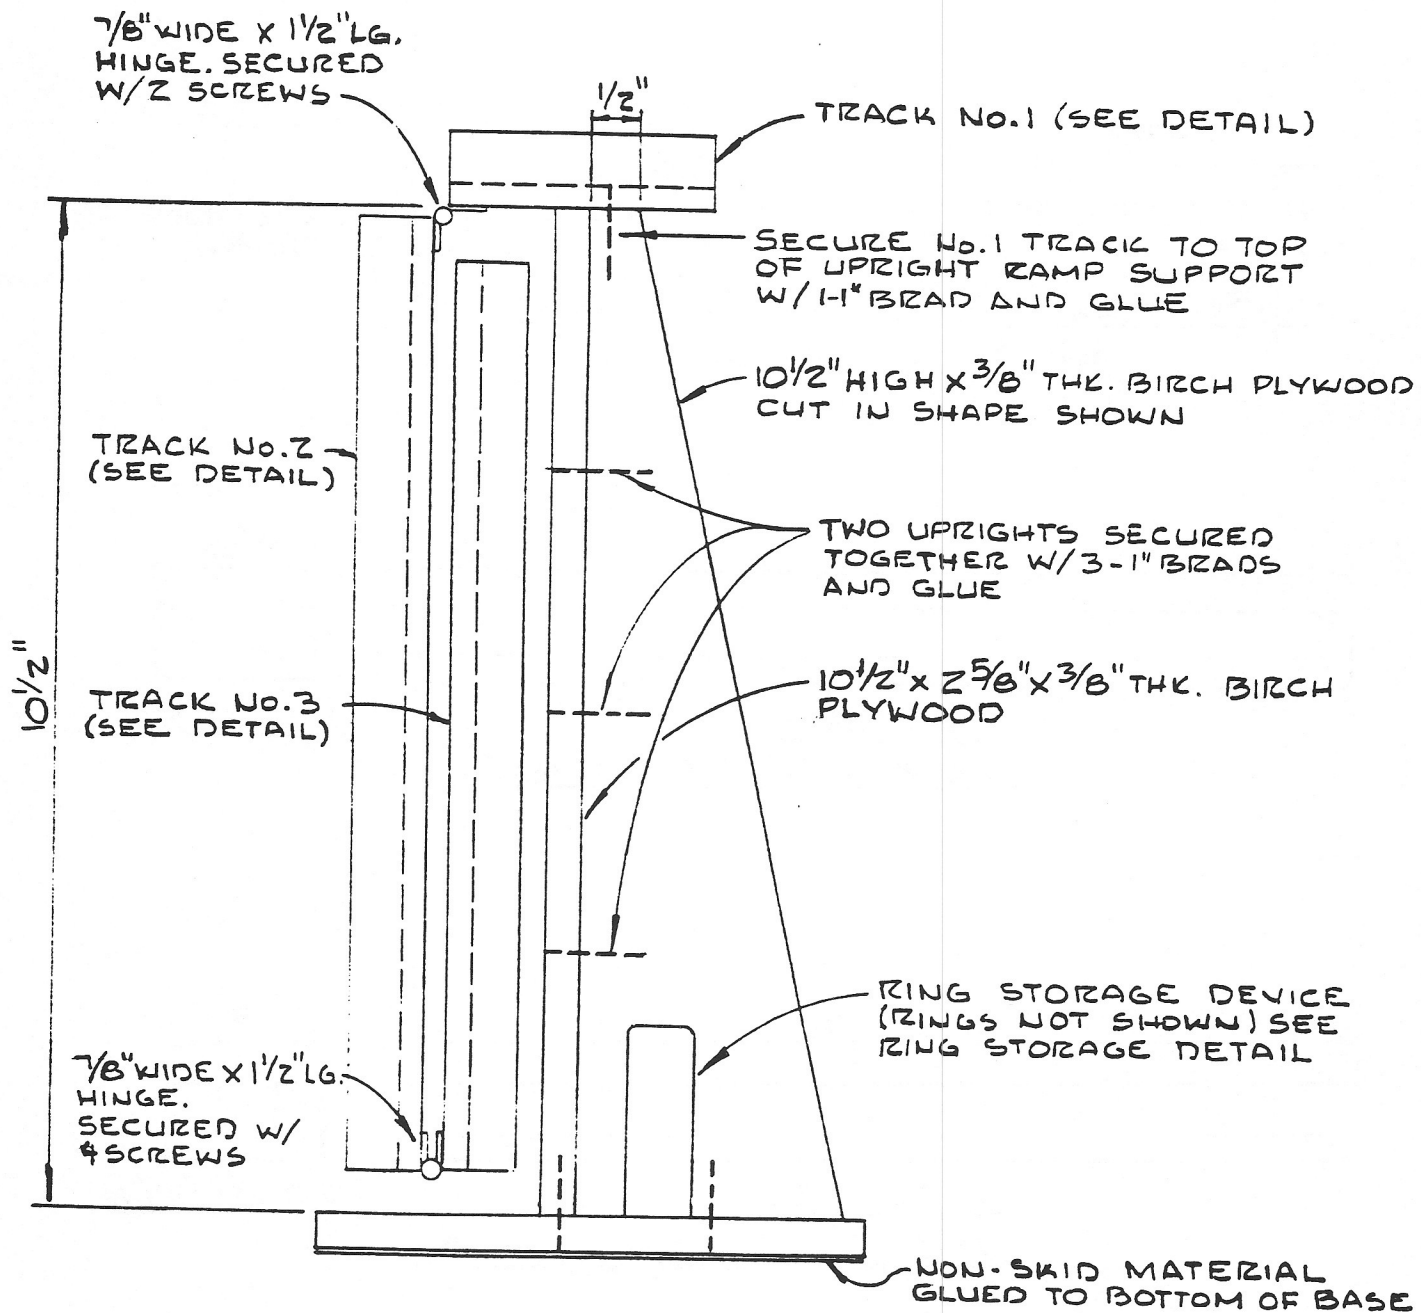 7/8" WIDE X 1 1/2" LG.
HINGE. SECURED
W/2 SCREWS
1/2"
TRACK No.1 (SEE DETAIL)
SECURE No.1 TRACK TO TOP
OF UPRIGHT RAMP SUPPORT
W/1-1" BRAD AND GLUE
10 1/2" HIGH X 3/8" THK. BIRCH PLYWOOD
CUT IN SHAPE SHOWN
TRACK No.2
(SEE DETAIL)
TWO UPRIGHTS SECURED
TOGETHER W/3-1" BRADS
AND GLUE
10 1/2"
TRACK No.3
(SEE DETAIL)
10 1/2" X 2 5/8" X 3/8" THK. BIRCH
PLYWOOD
RING STORAGE DEVICE
(RINGS NOT SHOWN) SEE
RING STORAGE DETAIL
7/8" WIDE X 1 1/2" LG.
HINGE.
SECURED W/
4 SCREWS
NON-SKID MATERIAL
GLUED TO BOTTOM OF BASE